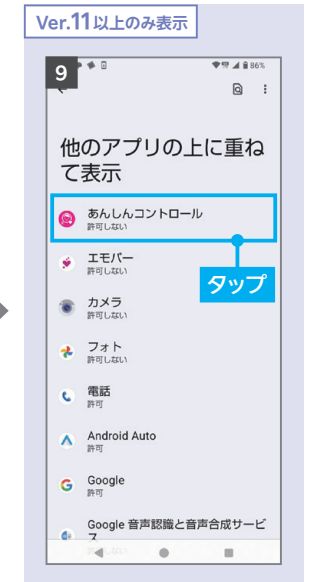 Ver.11以上のみ表示
9
86%
他のアプリの上に重ね
て表示
あんしんコントロール
許可しない
タップ
エモパー
許可しない
カメラ
許可しない
フォト
許可しない
電話
許可
Android Auto
許可
Google
許可
Google 音声認識と音声合成サービ
ス